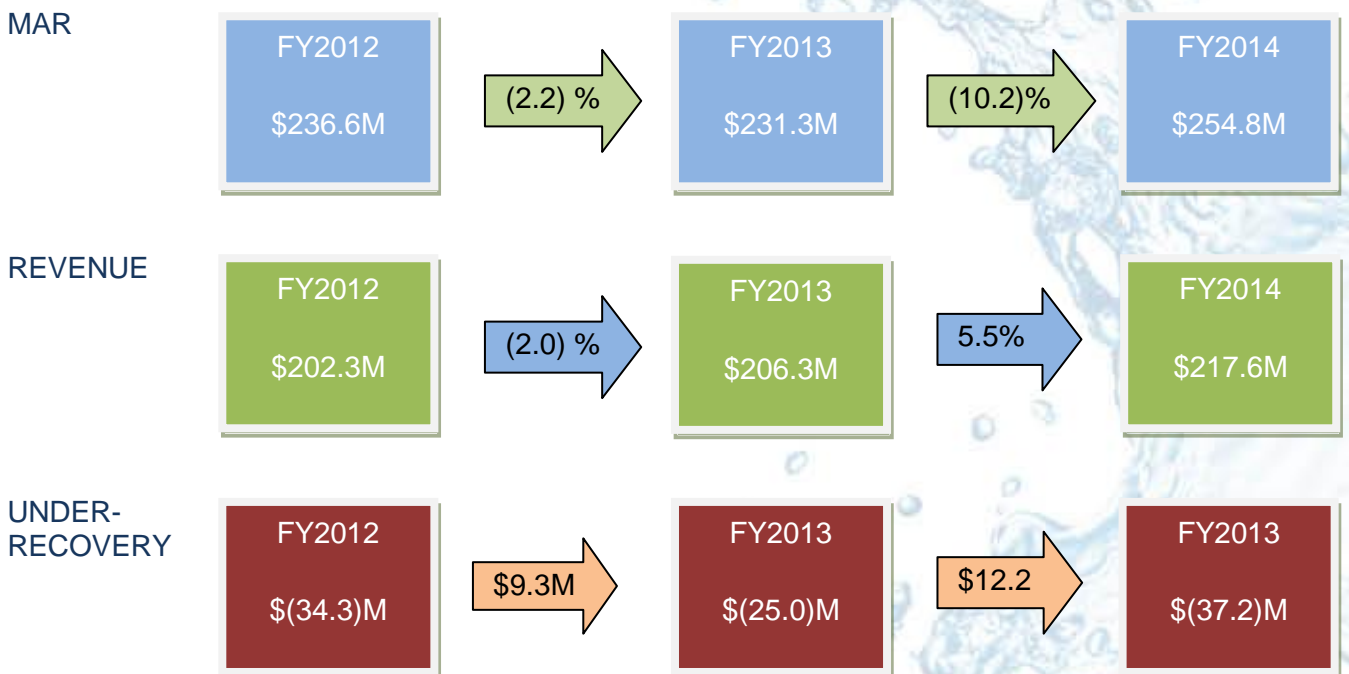 MAR
FY2012
$236.6M
(2.2) %
FY2013
$231.3M
(10.2)%
FY2014
$254.8M
REVENUE
FY2012
$202.3M
(2.0) %
FY2013
$206.3M
5.5%
FY2014
$217.6M
UNDER-
RECOVERY
FY2012
$(34.3)M
$9.3M
FY2013
$(25.0)M
$12.2
FY2013
$(37.2)M